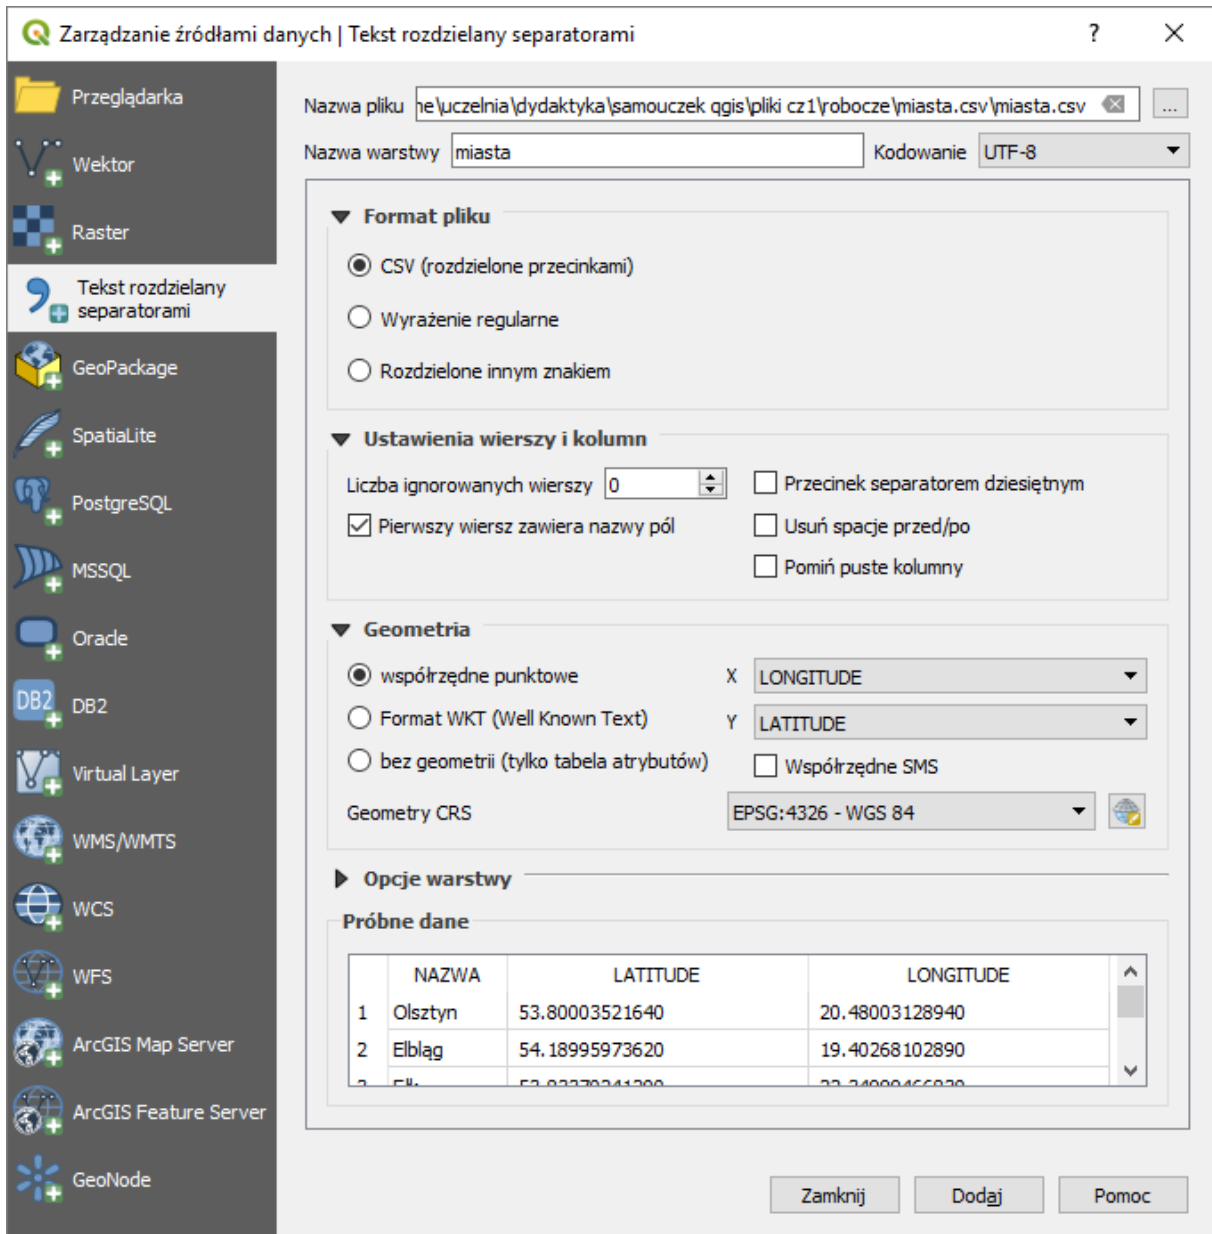 Zarządzanie źródłami danych | Tekst rozdzielany separatorami
?
Przeglądarka
Wektor
Raster
Tekst rozdzielany
separatorami
GeoPackage
SpatiaLite
PostgreSQL
MSSQL
Oracle
DB2
DB2
Virtual Layer
WMS/WMTS
WCS
WFS
ArcGIS Map Server
ArcGIS Feature Server
GeoNode
Nazwa pliku ne\uczelnia\dydaktyka\samouczek qgis\pliki cz1\robocze\miasta.csv\miasta.csv ...
Nazwa warstwy miasta Kodowanie UTF-8
Format pliku
CSV (rozdzielone przecinkami)
Wyrażenie regularne
Rozdzielone innym znakiem
Ustawienia wierszy i kolumn
Liczba ignorowanych wierszy 0 Przecinek separatorem dziesiętnym
Pierwszy wiersz zawiera nazwy pól Usuń spacje przed/po
Pomiń puste kolumny
Geometria
współrzędne punktowe X LONGITUDE
Format WKT (Well Known Text) Y LATITUDE
bez geometrii (tylko tabela atrybutów) Współrzędne SMS
Geometry CRS EPSG:4326 - WGS 84
Opcje warstwy
Próbne dane
NAZWA LATITUDE LONGITUDE
1 Olsztyn 53.80003521640 20.48003128940
2 Elbląg 54.18995973620 19.40268102890
Zamknij Dodaj Pomoc